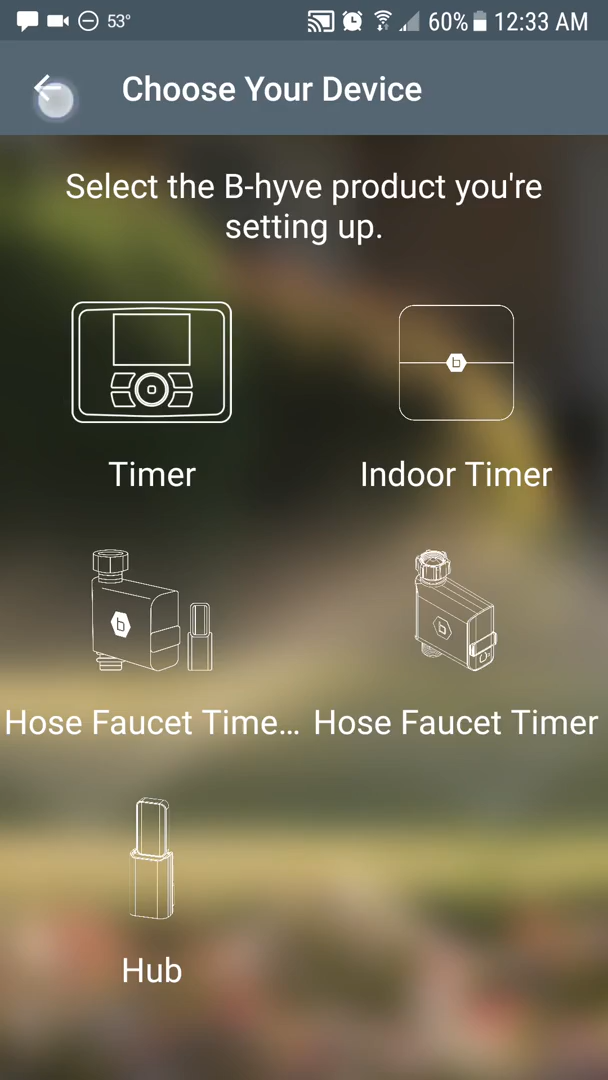 53°
60%
12:33 AM
Choose Your Device
Select the B-hyve product you're
setting up.
b
Timer
Indoor Timer
b
b
Hose Faucet Time...
Hose Faucet Timer
Hub